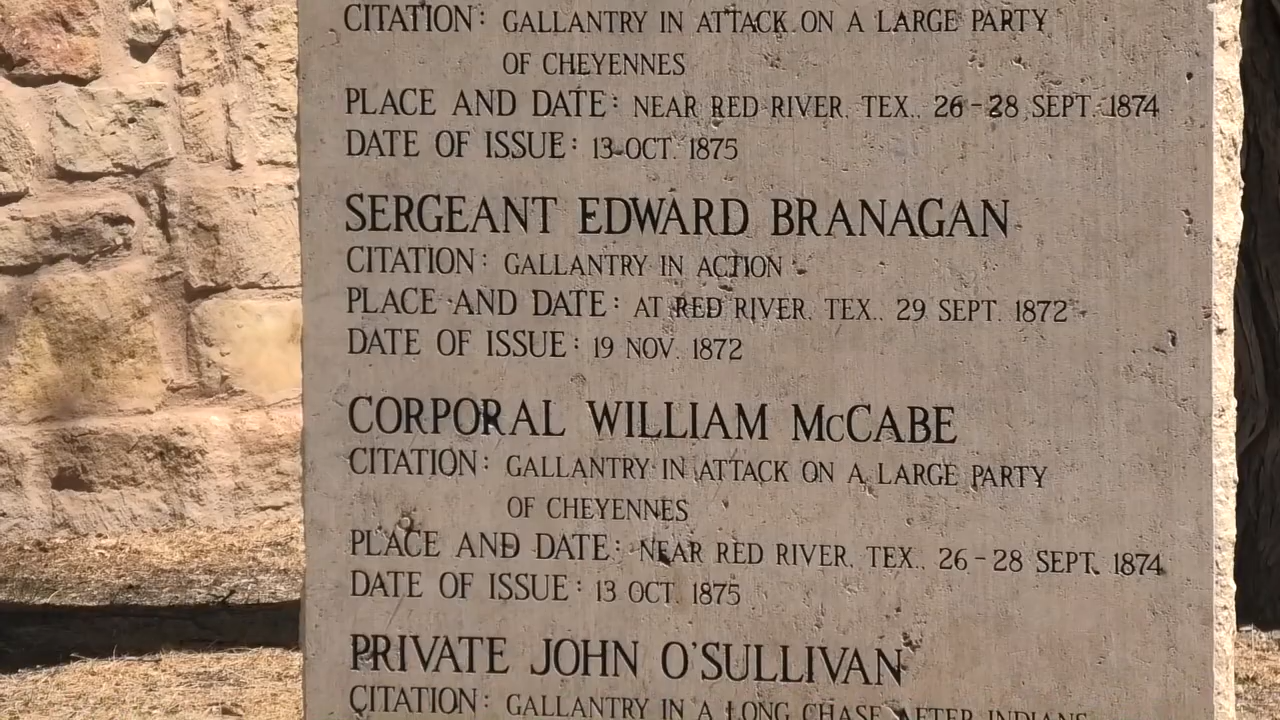 CITATION: GALLANTRY IN ATTACK ON A LARGE PARTY
OF CHEYENNES
PLACE AND DATE: NEAR RED RIVER, TEX., 26-28 SEPT. 1874
DATE OF ISSUE: 13 OCT. 1875
SERGEANT EDWARD BRANAGAN
CITATION: GALLANTRY IN ACTION
PLACE AND DATE: AT RED RIVER, TEX., 29 SEPT. 1872
DATE OF ISSUE: 19 NOV. 1872
CORPORAL WILLIAM McCABE
CITATION: GALLANTRY IN ATTACK ON A LARGE PARTY
OF CHEYENNES
PLACE AND DATE: NEAR RED RIVER, TEX., 26-28 SEPT. 1874
DATE OF ISSUE: 13 OCT. 1875
PRIVATE JOHN O'SULLIVAN
CITATION: GALLANTRY IN A LONG CHASE AFTER INDIANS